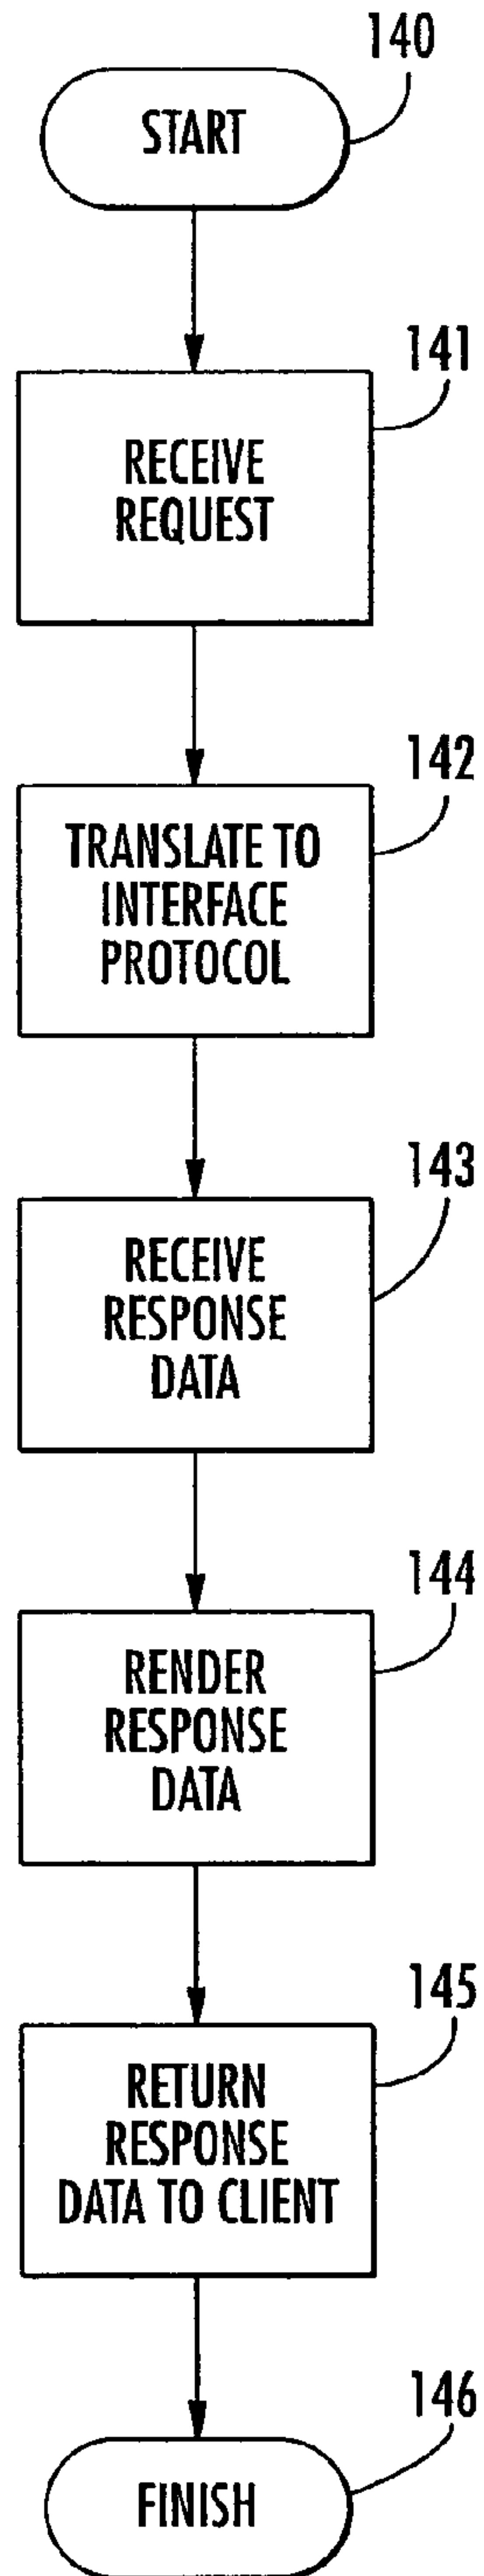 140
START
141
RECEIVE
REQUEST
142
TRANSLATE TO
INTERFACE
PROTOCOL
143
RECEIVE
RESPONSE
DATA
144
RENDER
RESPONSE
DATA
145
RETURN
RESPONSE
DATA TO CLIENT
146
FINISH